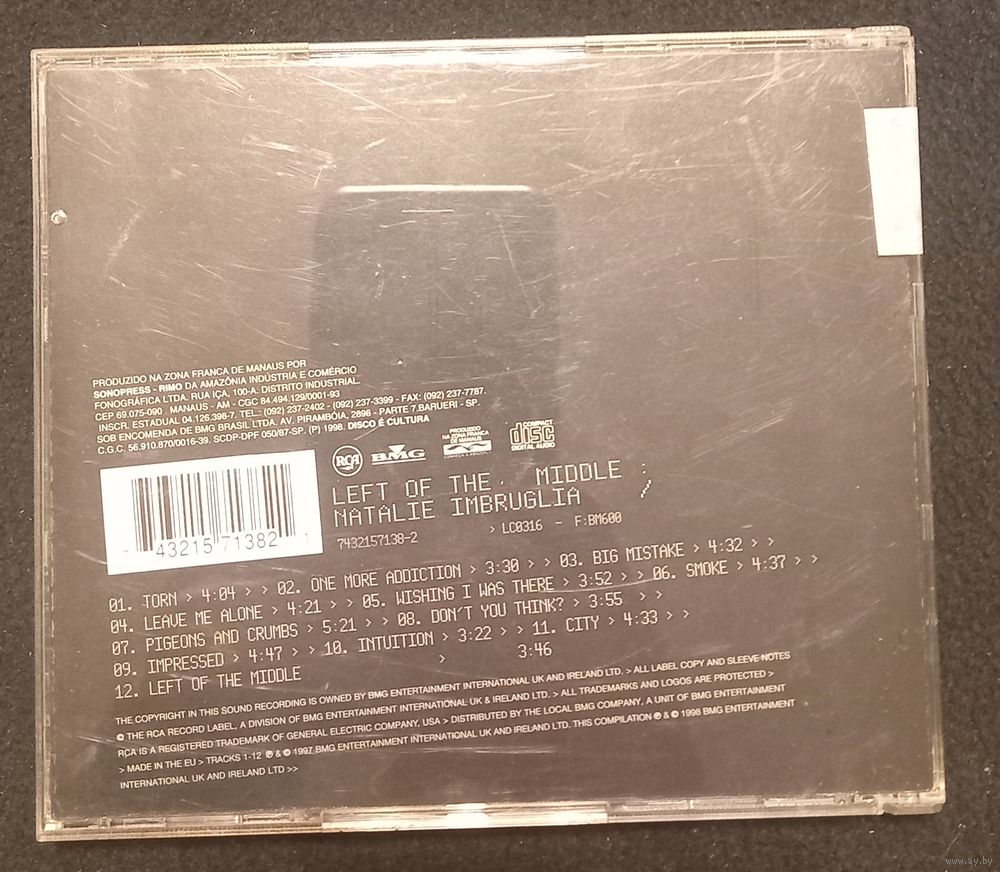 PRODUZIDO NA ZONA FRANCA DE MANAUS POR
SONOPRESS - RIMO DA AMAZÔNIA INDÚSTRIA E COMÉRCIO
FONOGRÁFICA LTDA. RUA IÇA, 100-A. DISTRITO INDUSTRIAL.
CEP 69.075-090 . MANAUS - AM - CGC 84.494.129/0001-93
INSCR. ESTADUAL 04.126.398-7. TEL.: (092) 237-2402 - (092) 237-3399 - FAX: (092) 237-7787.
SOB ENCOMENDA DE BMG BRASIL LTDA. AV. PIRAMBÓIA, 2898 - PARTE 7.BARUERI - SP.
C.G.C. 56.910.870/0016-39. SCDP-DPF 050/87-SP. (P) 1998. DISCO É CULTURA
RCA
BMG
PRODUZIDO
NA ZONA FRANCA
DE MANAUS
COMPACT
disc
DIGITAL AUDIO
LEFT OF THE MIDDLE :
NATALIE IMBRUGLIA /
> LC0316 - F:BM600
7432157138-2
7 43215 71382 1
01. TORN > 4:04 > > 02. ONE MORE ADDICTION > 3:30 > > 03. BIG MISTAKE > 4:32 > >
04. LEAVE ME ALONE > 4:21 > > 05. WISHING I WAS THERE > 3:52 > > 06. SMOKE > 4:37 > >
07. PIGEONS AND CRUMBS > 5:21 > > 08. DON'T YOU THINK? > 3:55 > >
09. IMPRESSED > 4:47 > > 10. INTUITION > 3:22 > > 11. CITY > 4:33 > >
12. LEFT OF THE MIDDLE > 3:46
THE COPYRIGHT IN THIS SOUND RECORDING IS OWNED BY BMG ENTERTAINMENT INTERNATIONAL UK AND IRELAND LTD. > ALL LABEL COPY AND SLEEVE NOTES
© THE RCA RECORD LABEL, A DIVISION OF BMG ENTERTAINMENT INTERNATIONAL UK & IRELAND LTD. > ALL TRADEMARKS AND LOGOS ARE PROTECTED >
RCA IS A REGISTERED TRADEMARK OF GENERAL ELECTRIC COMPANY, USA > DISTRIBUTED BY THE LOCAL BMG COMPANY, A UNIT OF BMG ENTERTAINMENT
> MADE IN THE EU > TRACKS 1-12 ℗ & © 1997 BMG ENTERTAINMENT INTERNATIONAL UK AND IRELAND LTD. THIS COMPILATION ℗ & © 1998 BMG ENTERTAINMENT
INTERNATIONAL UK AND IRELAND LTD >>
www.ay.by